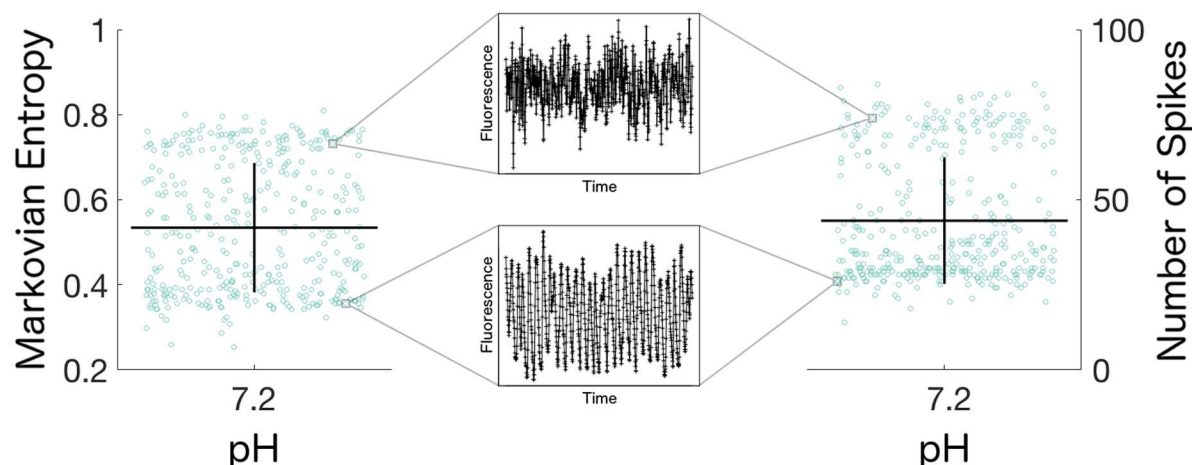 Markovian Entropy
1
0.8
0.6
0.4
0.2
7.2
pH
Fluorescence
Time
Fluorescence
Time
100
50
0
Number of Spikes
7.2
pH